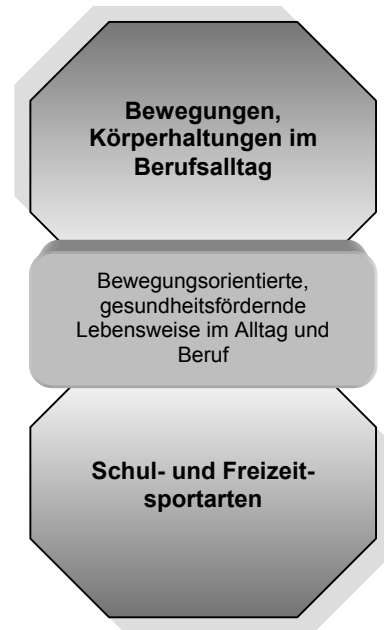 Bewegungen,
Körperhaltungen im
Berufsalltag
Bewegungsorientierte,
gesundheitsfördernde
Lebensweise im Alltag und
Beruf
Schul- und Freizeit-
sportarten